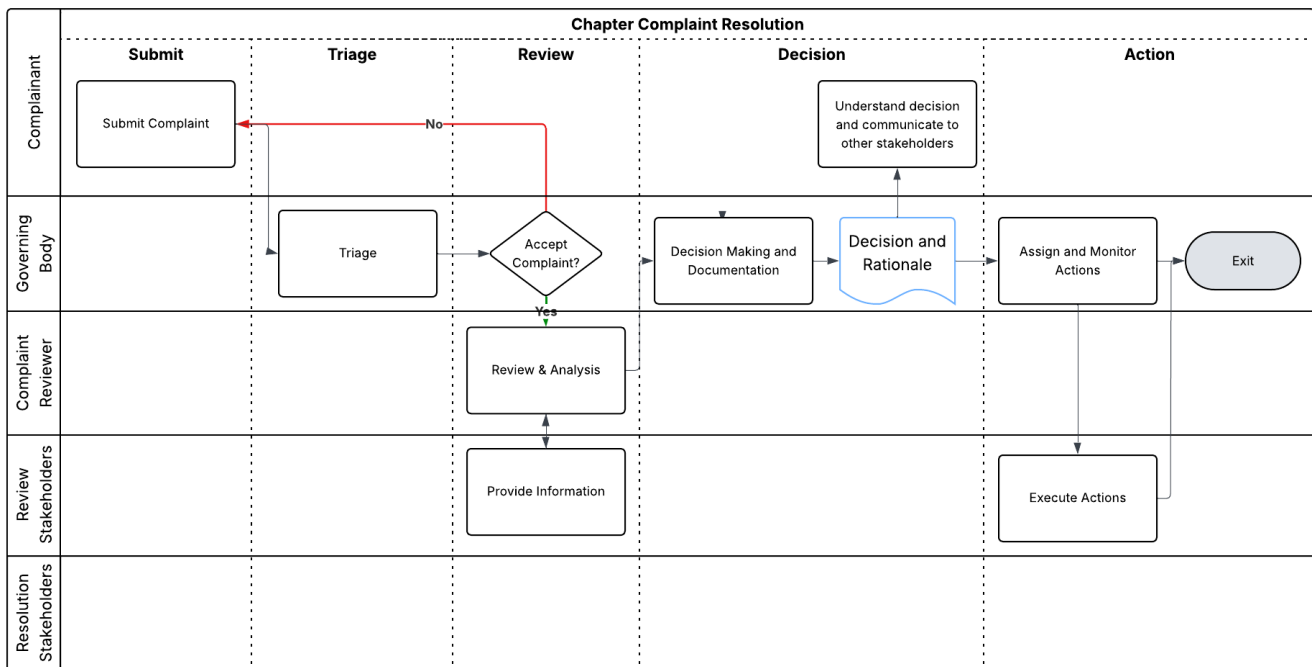 Chapter Complaint Resolution
Submit
Triage
Review
Decision
Action
Complainant
Submit Complaint
No
Understand decision
and communicate to
other stakeholders
Governing
Body
Triage
Accept
Complaint?
Decision Making and
Documentation
Decision and
Rationale
Assign and Monitor
Actions
Exit
Yes
Complaint
Reviewer
Review & Analysis
Review
Stakeholders
Provide Information
Execute Actions
Resolution
Stakeholders